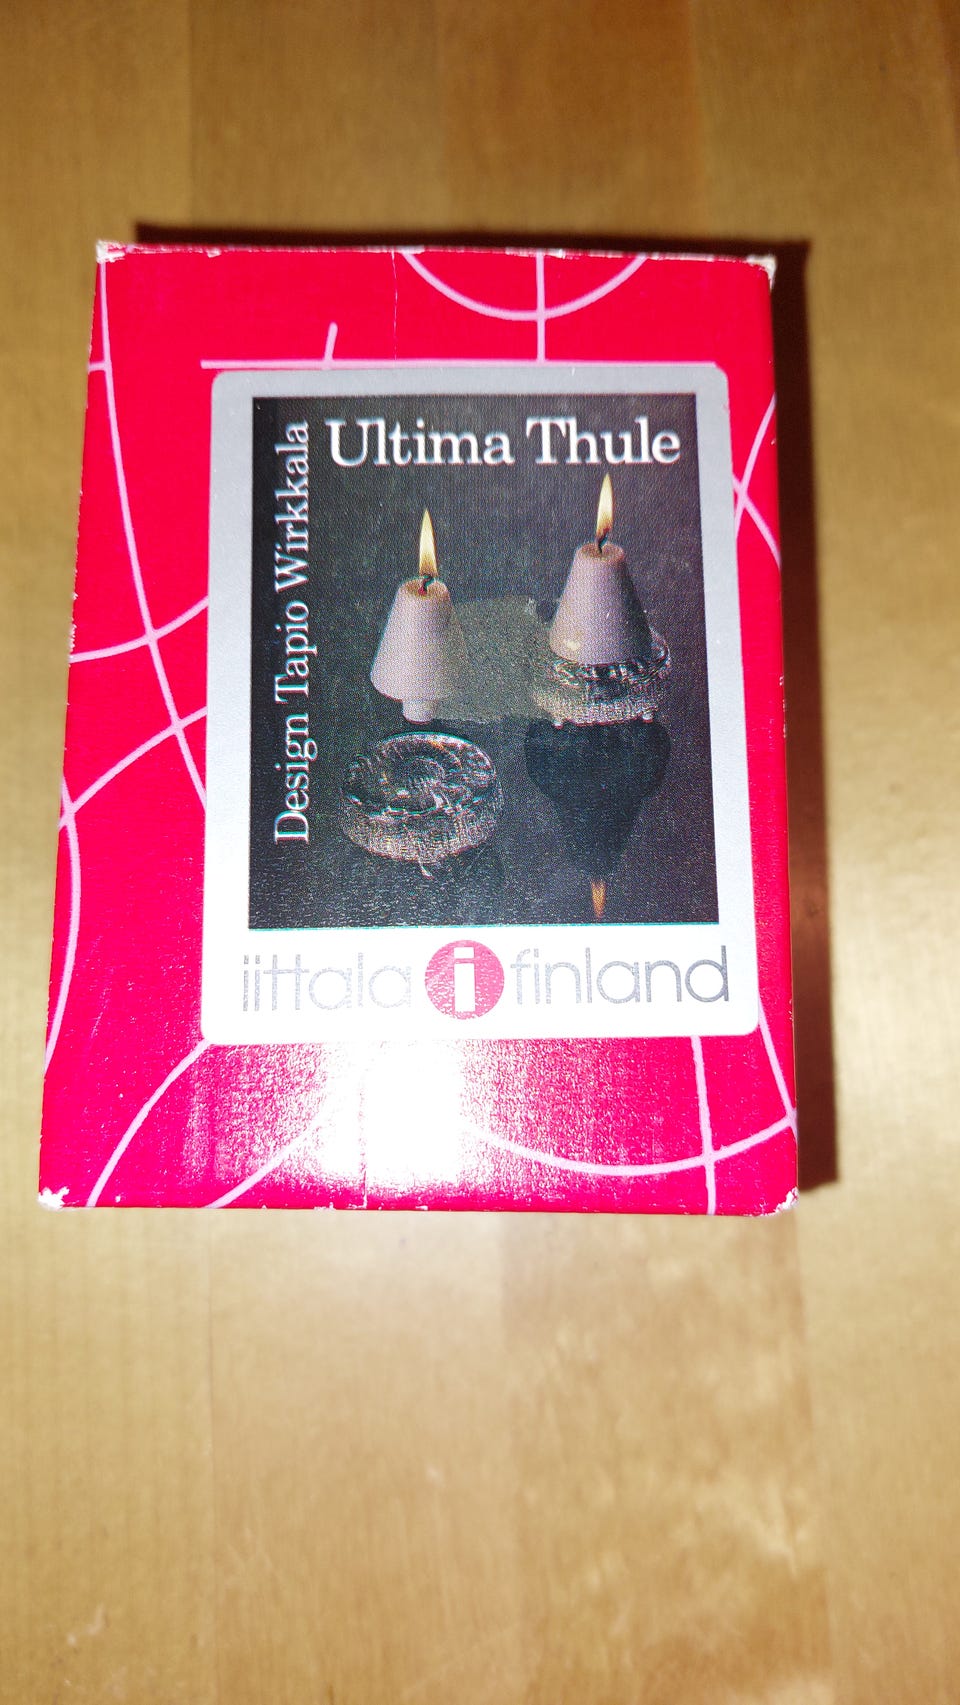 Ultima Thule
Design Tapio Wirkkala
iittala i finland